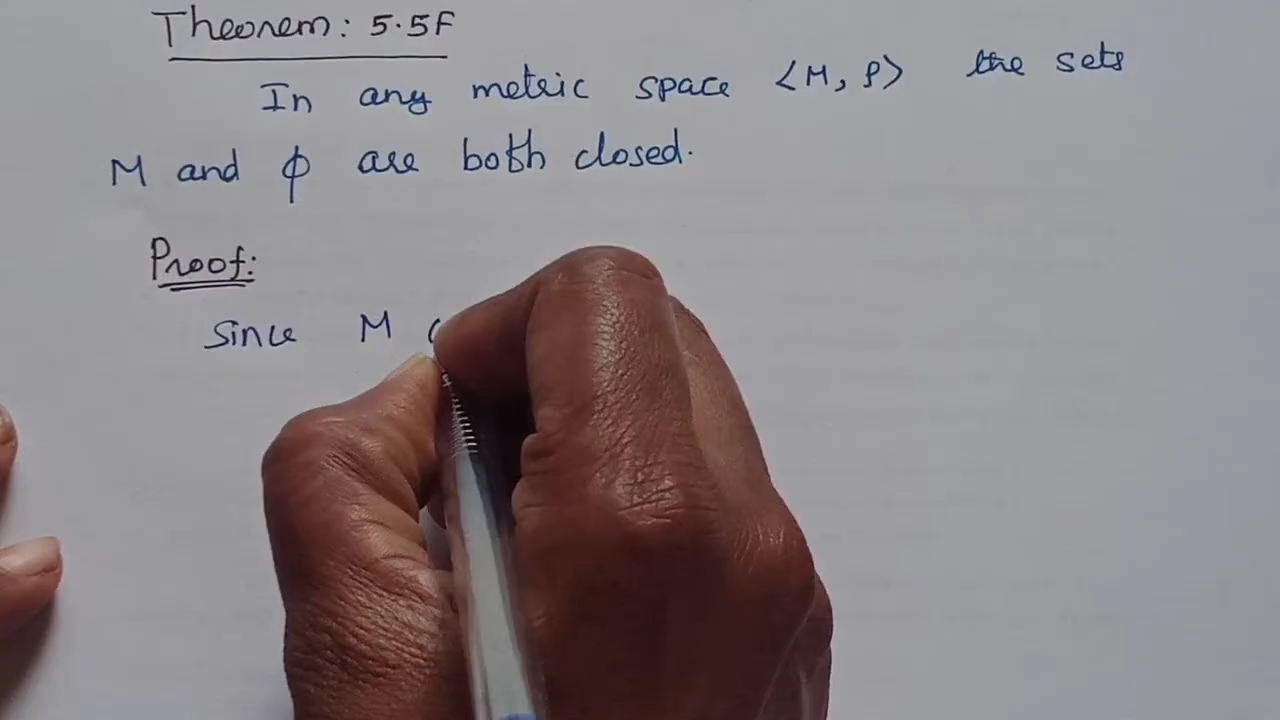 Theorem: 5.5F
In any metric space <M, ρ> the sets
M and ϕ are both closed.
Proof:
Since M